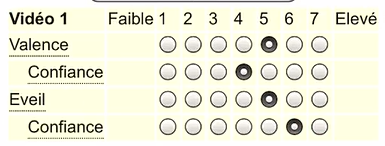 Vidéo 1 Faible 1 2 3 4 5 6 7 Elevé
Valence
Confiance
Eveil
Confiance